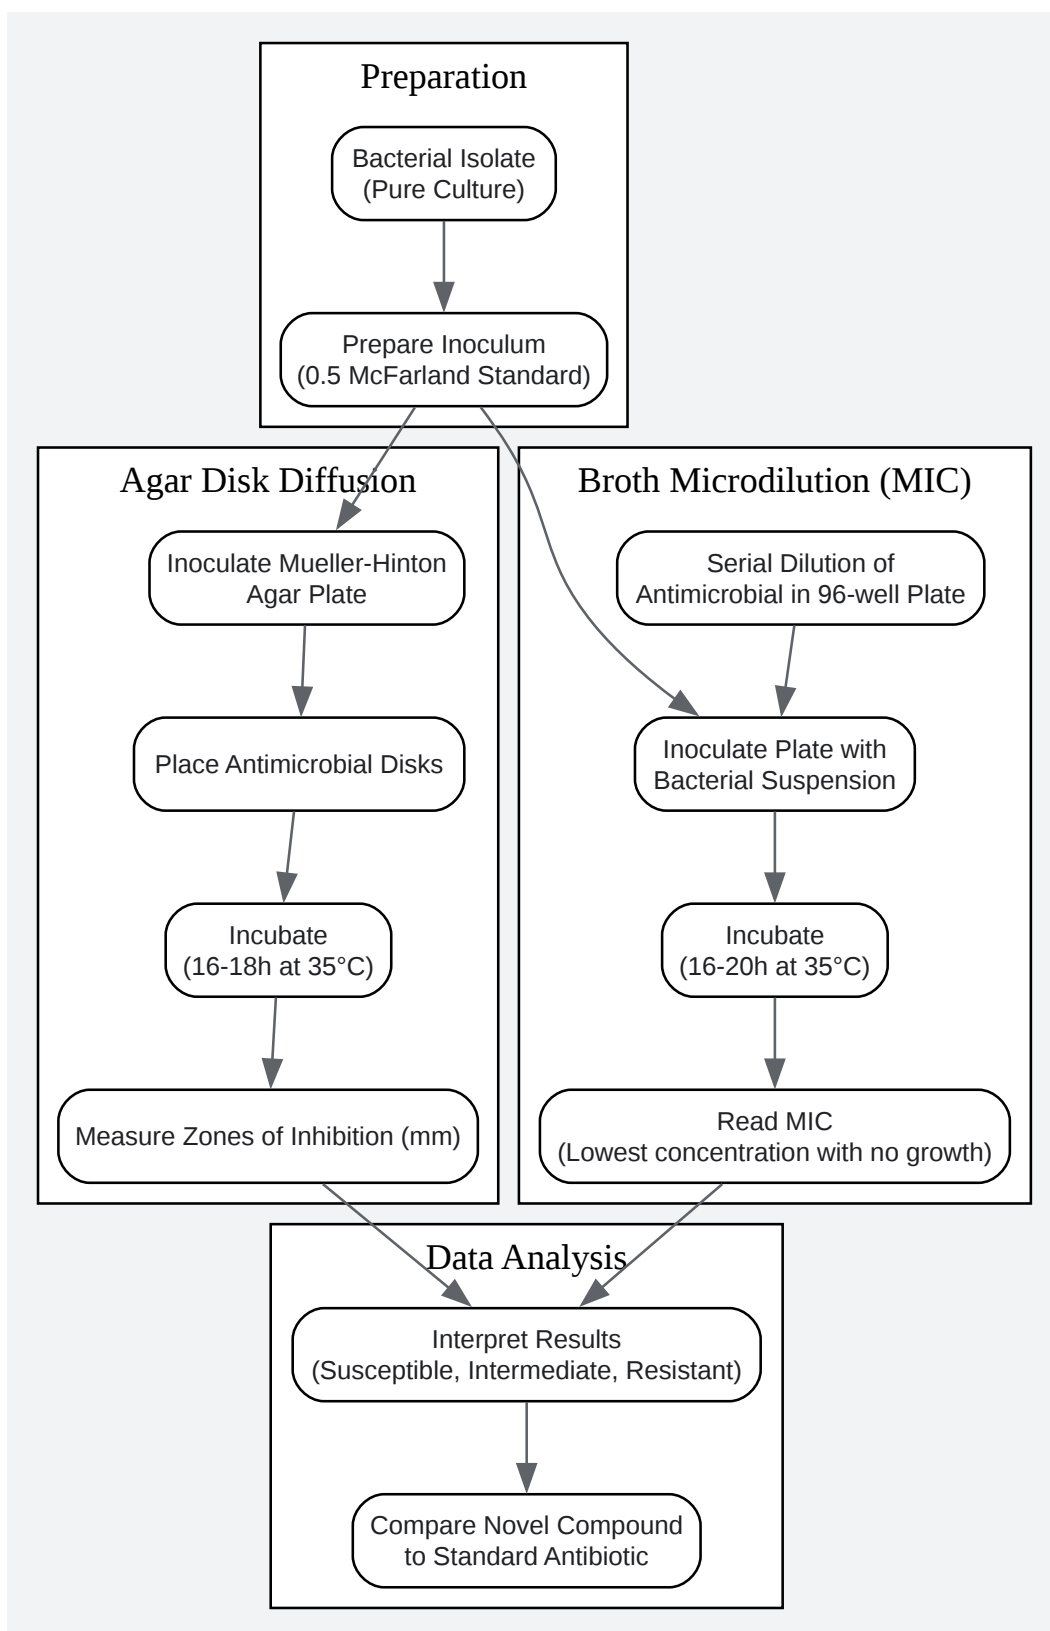 Preparation
Bacterial Isolate
(Pure Culture)
Prepare Inoculum
(0.5 McFarland Standard)
Agar Disk Diffusion
Inoculate Mueller-Hinton
Agar Plate
Place Antimicrobial Disks
Incubate
(16-18h at 35°C)
Measure Zones of Inhibition (mm)
Broth Microdilution (MIC)
Serial Dilution of
Antimicrobial in 96-well Plate
Inoculate Plate with
Bacterial Suspension
Incubate
(16-20h at 35°C)
Read MIC
(Lowest concentration with no growth)
Data Analysis
Interpret Results
(Susceptible, Intermediate, Resistant)
Compare Novel Compound
to Standard Antibiotic